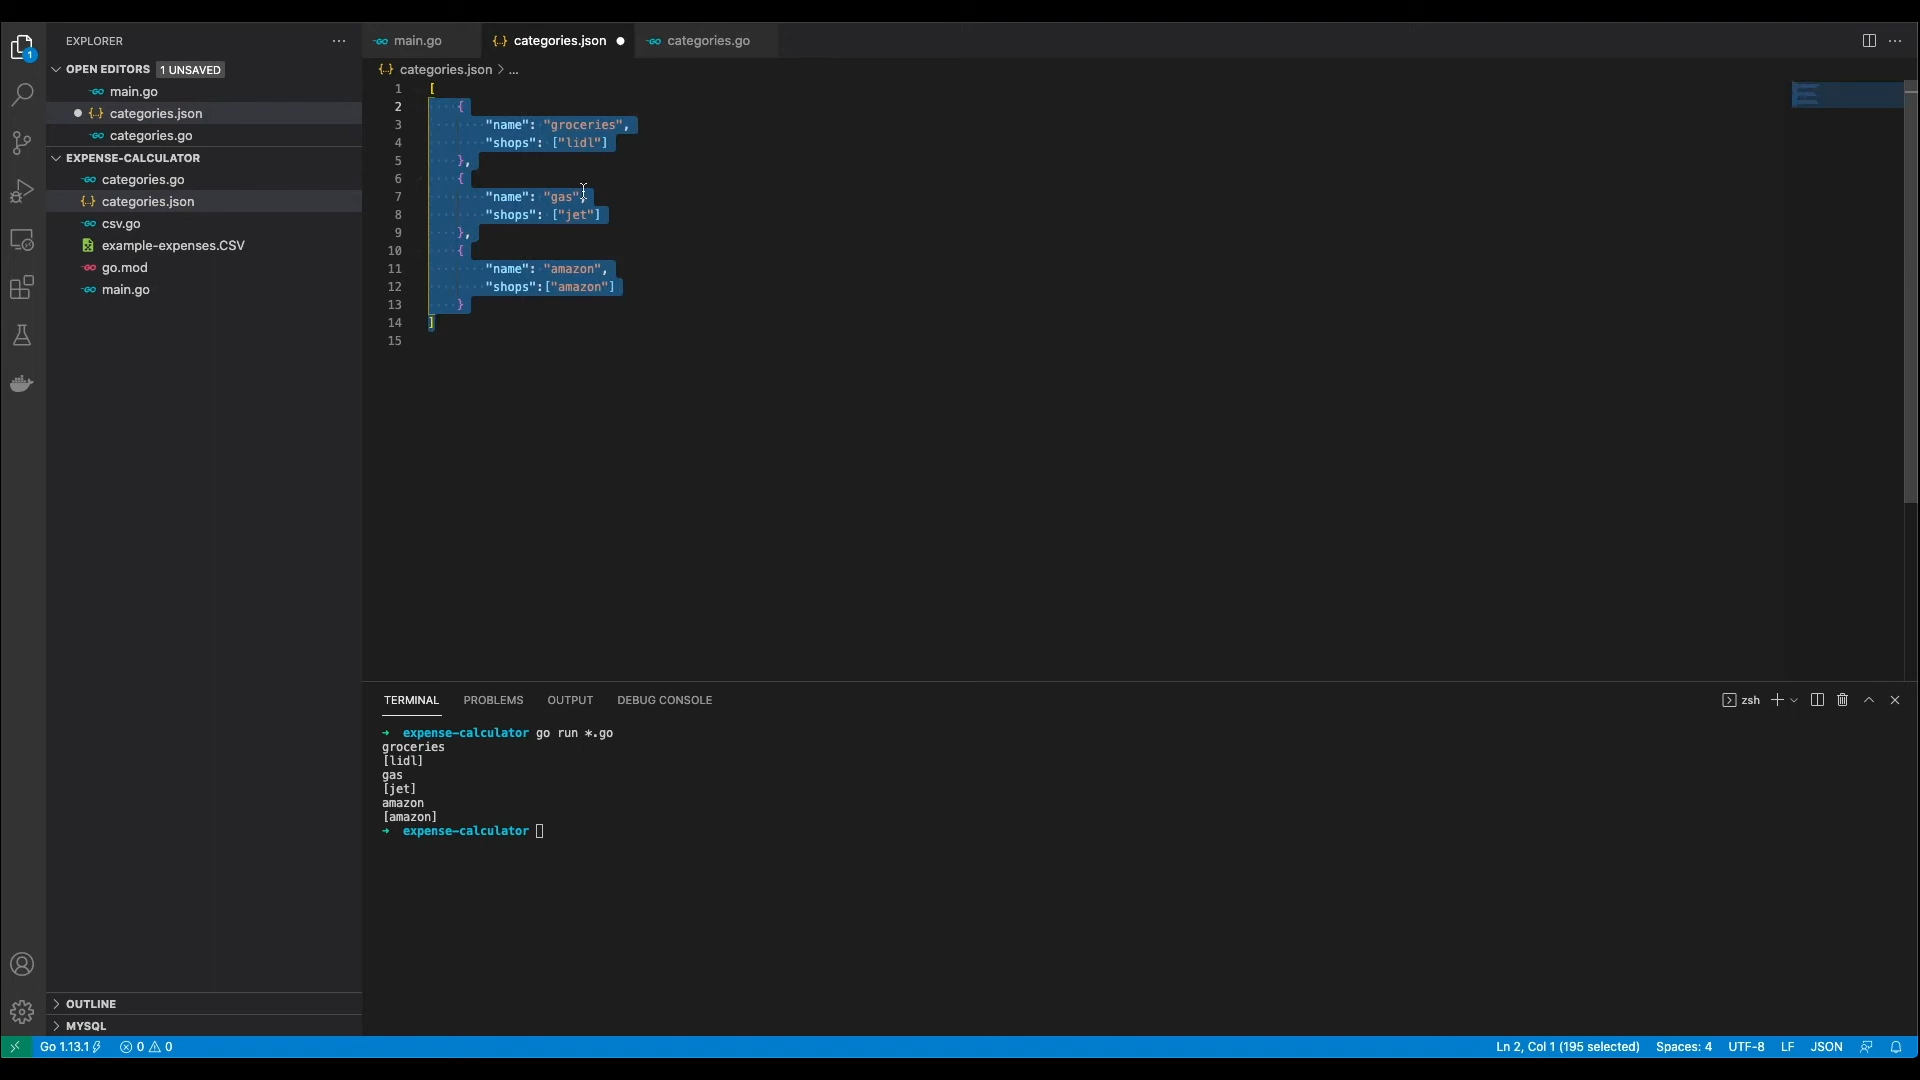 EXPLORER
OPEN EDITORS 1 UNSAVED
main.go
categories.json
categories.go
EXPENSE-CALCULATOR
categories.go
categories.json
csv.go
example-expenses.CSV
go.mod
main.go
OUTLINE
MYSQL
main.go categories.json categories.go
categories.json > ...
1 [
2 {
3 "name": "groceries",
4 "shops": ["lidl"]
5 },
6 {
7 "name": "gas",
8 "shops": ["jet"]
9 },
10 {
11 "name": "amazon",
12 "shops":["amazon"]
13 }
14 ]
15
TERMINAL PROBLEMS OUTPUT DEBUG CONSOLE
zsh
→ expense-calculator go run *.go
groceries
[lidl]
gas
[jet]
amazon
[amazon]
→ expense-calculator
1
Go 1.13.1 0 0 Ln 2, Col 1 (195 selected) Spaces: 4 UTF-8 LF JSON